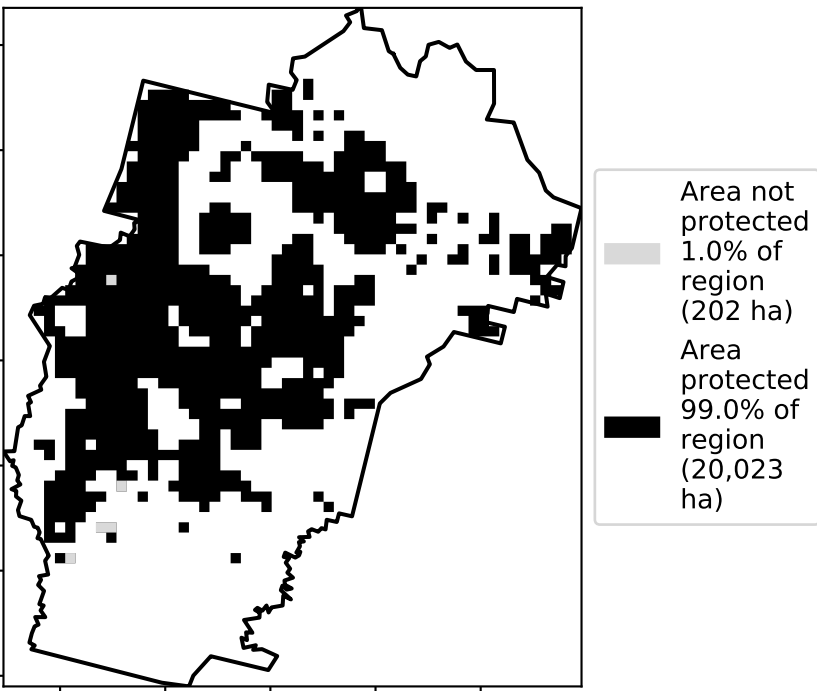 Area not
protected
1.0% of
region
(202 ha)
Area
protected
99.0% of
region
(20,023
ha)